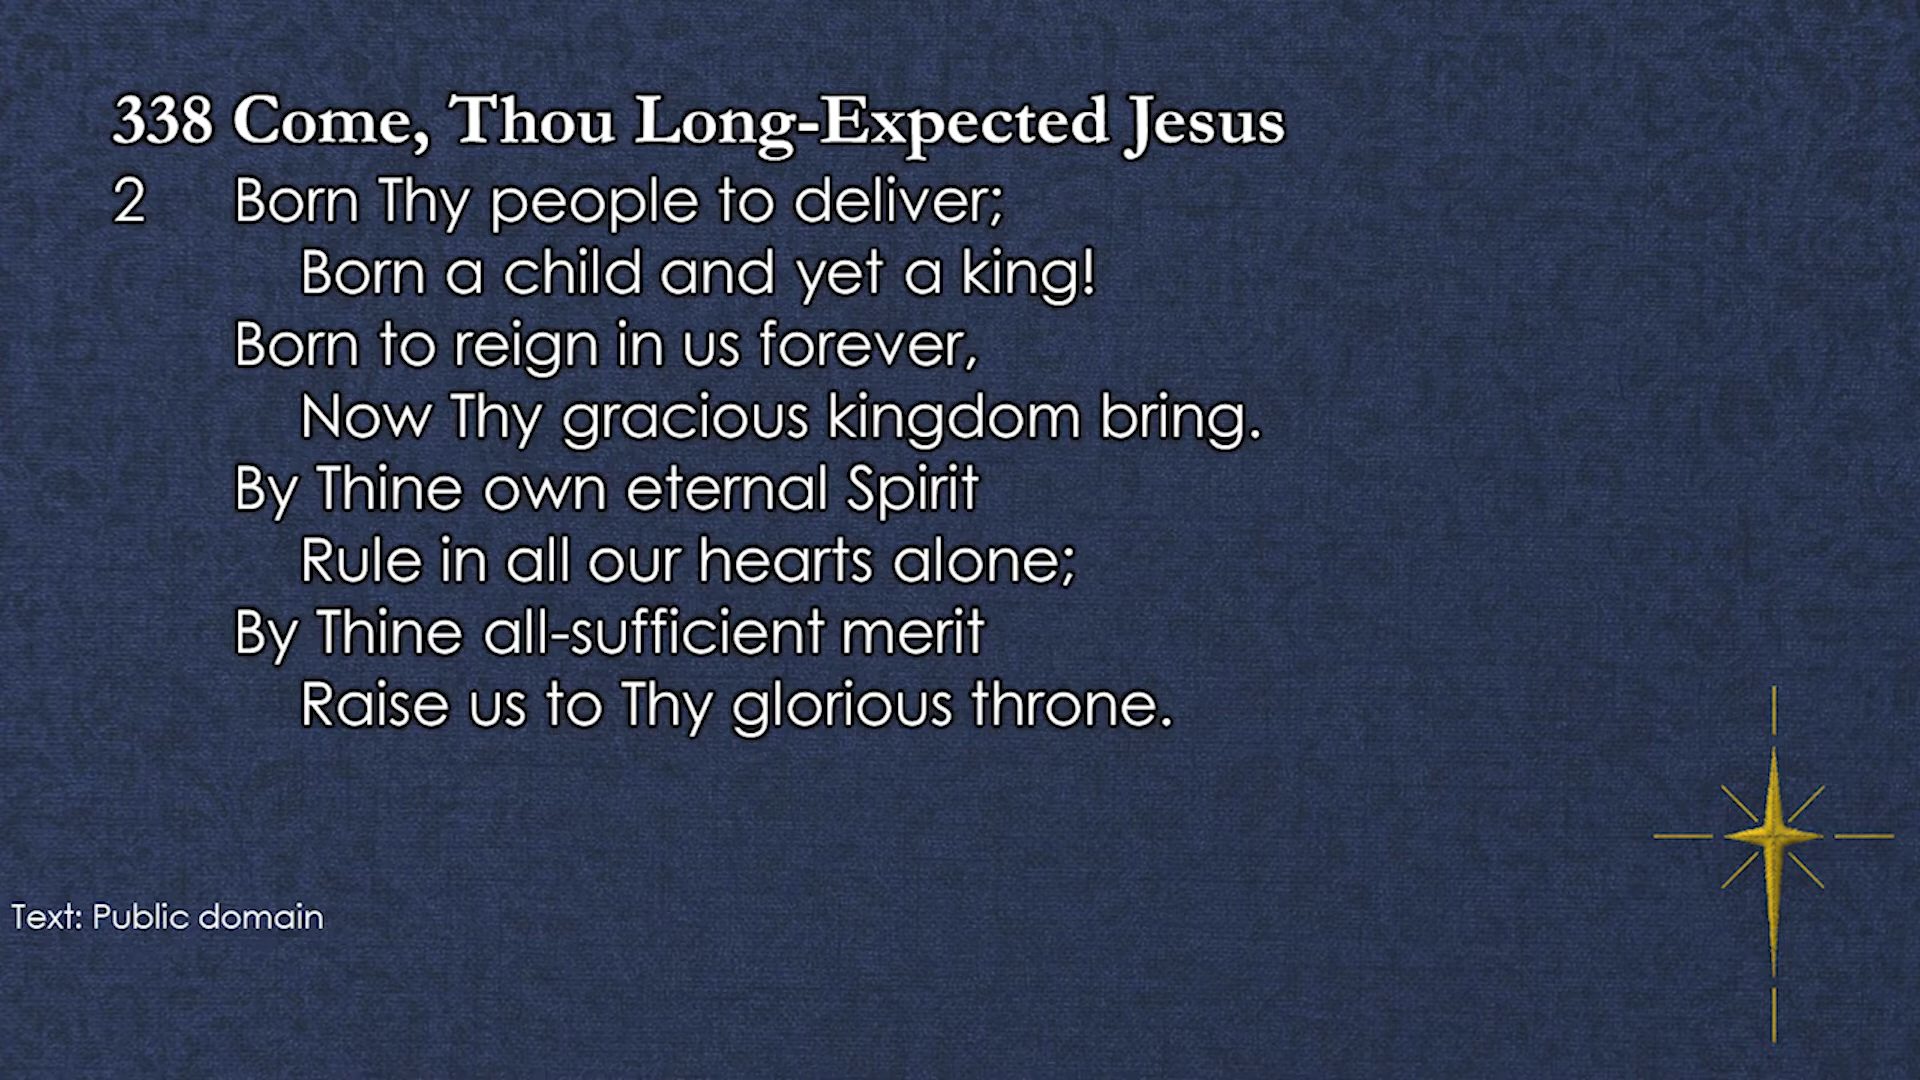 338 Come, Thou Long-Expected Jesus
2 Born Thy people to deliver;
Born a child and yet a king!
Born to reign in us forever,
Now Thy gracious kingdom bring.
By Thine own eternal Spirit
Rule in all our hearts alone;
By Thine all-sufficient merit
Raise us to Thy glorious throne.
Text: Public domain